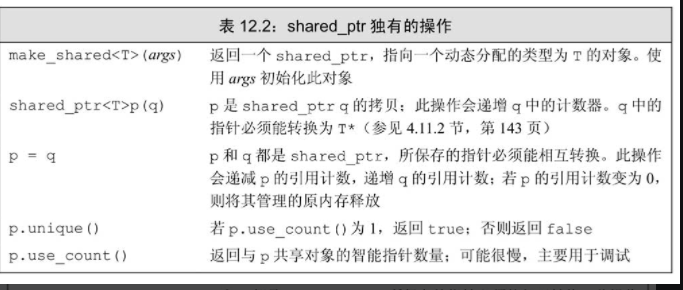 表 12.2：shared_ptr 独有的操作
make_shared<T>(args) 返回一个 shared_ptr，指向一个动态分配的类型为 T 的对象。使
用 args 初始化此对象
shared_ptr<T>p(q) p 是 shared_ptr q 的拷贝；此操作会递增 q 中的计数器。q 中的
指针必须能转换为 T*（参见 4.11.2 节，第 143 页）
p = q p 和 q 都是 shared_ptr，所保存的指针必须能相互转换。此操作
会递减 p 的引用计数，递增 q 的引用计数；若 p 的引用计数变为 0，
则将其管理的原内存释放
p.unique() 若 p.use_count() 为 1，返回 true；否则返回 false
p.use_count() 返回与 p 共享对象的智能指针数量；可能很慢，主要用于调试